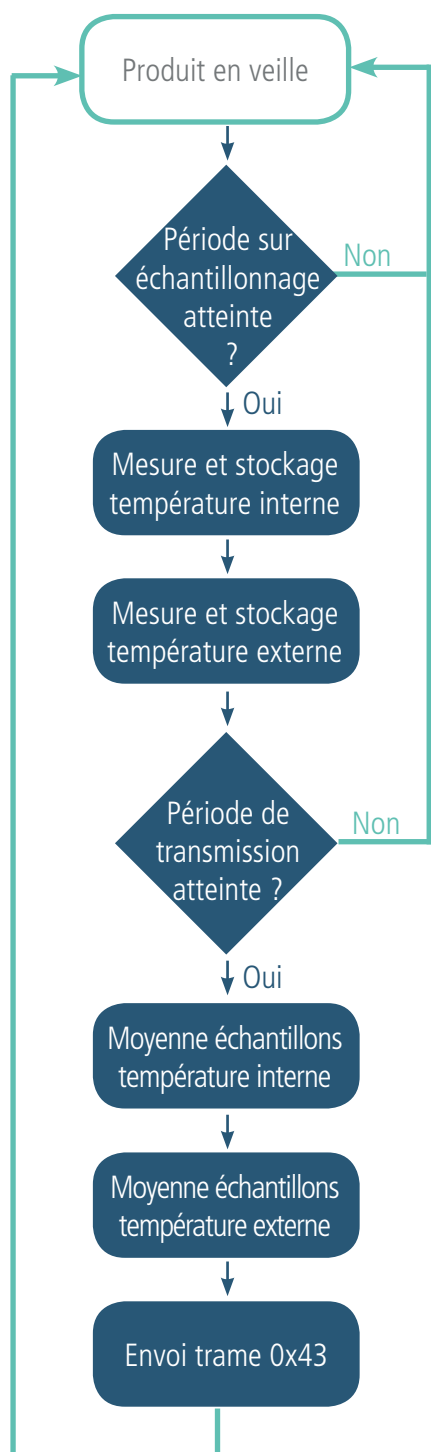 Produit en veille
Période sur
échantillonnage
atteinte
?
Non
Oui
Mesure et stockage
température interne
Mesure et stockage
température externe
Période de
transmission
atteinte ?
Non
Oui
Moyenne échantillons
température interne
Moyenne échantillons
température externe
Envoi trame 0x43